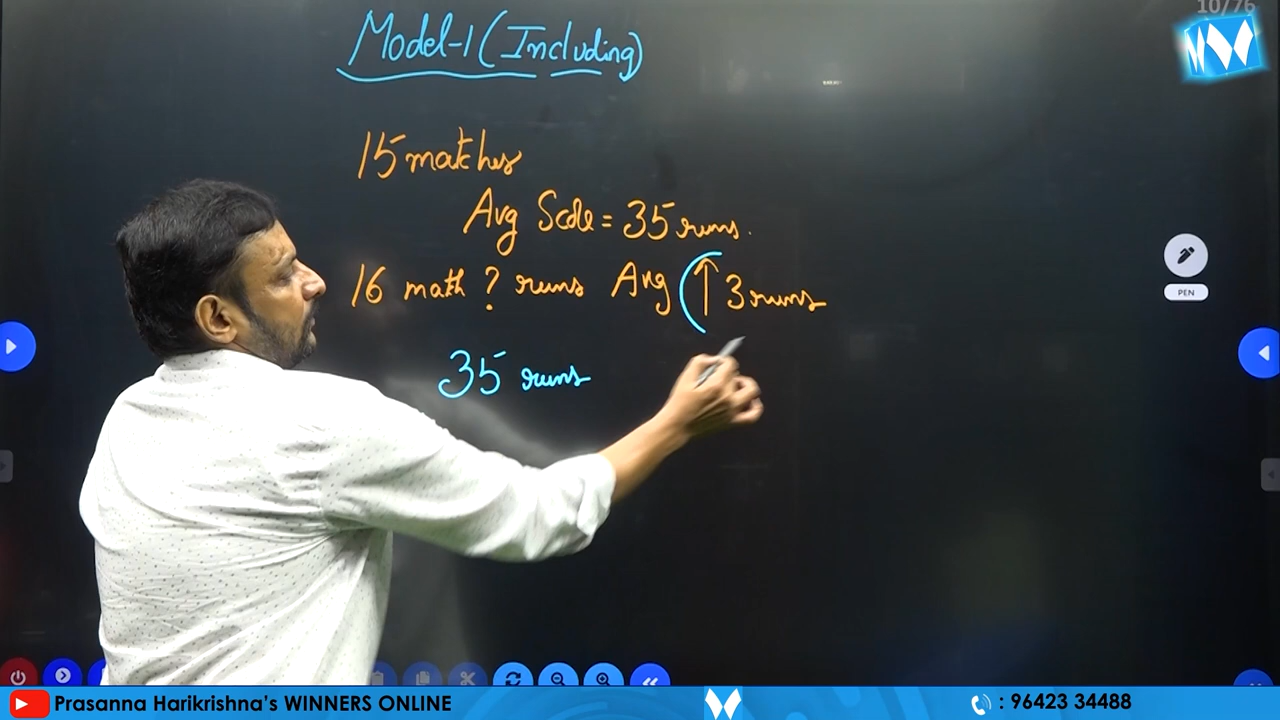 10/76
Model-1 (Including)
15 matches
Avg Score = 35 runs.
16 math ? runs Avg ↑ 3 runs
35 runs
PEN
Prasanna Harikrishna's WINNERS ONLINE
: 96423 34488